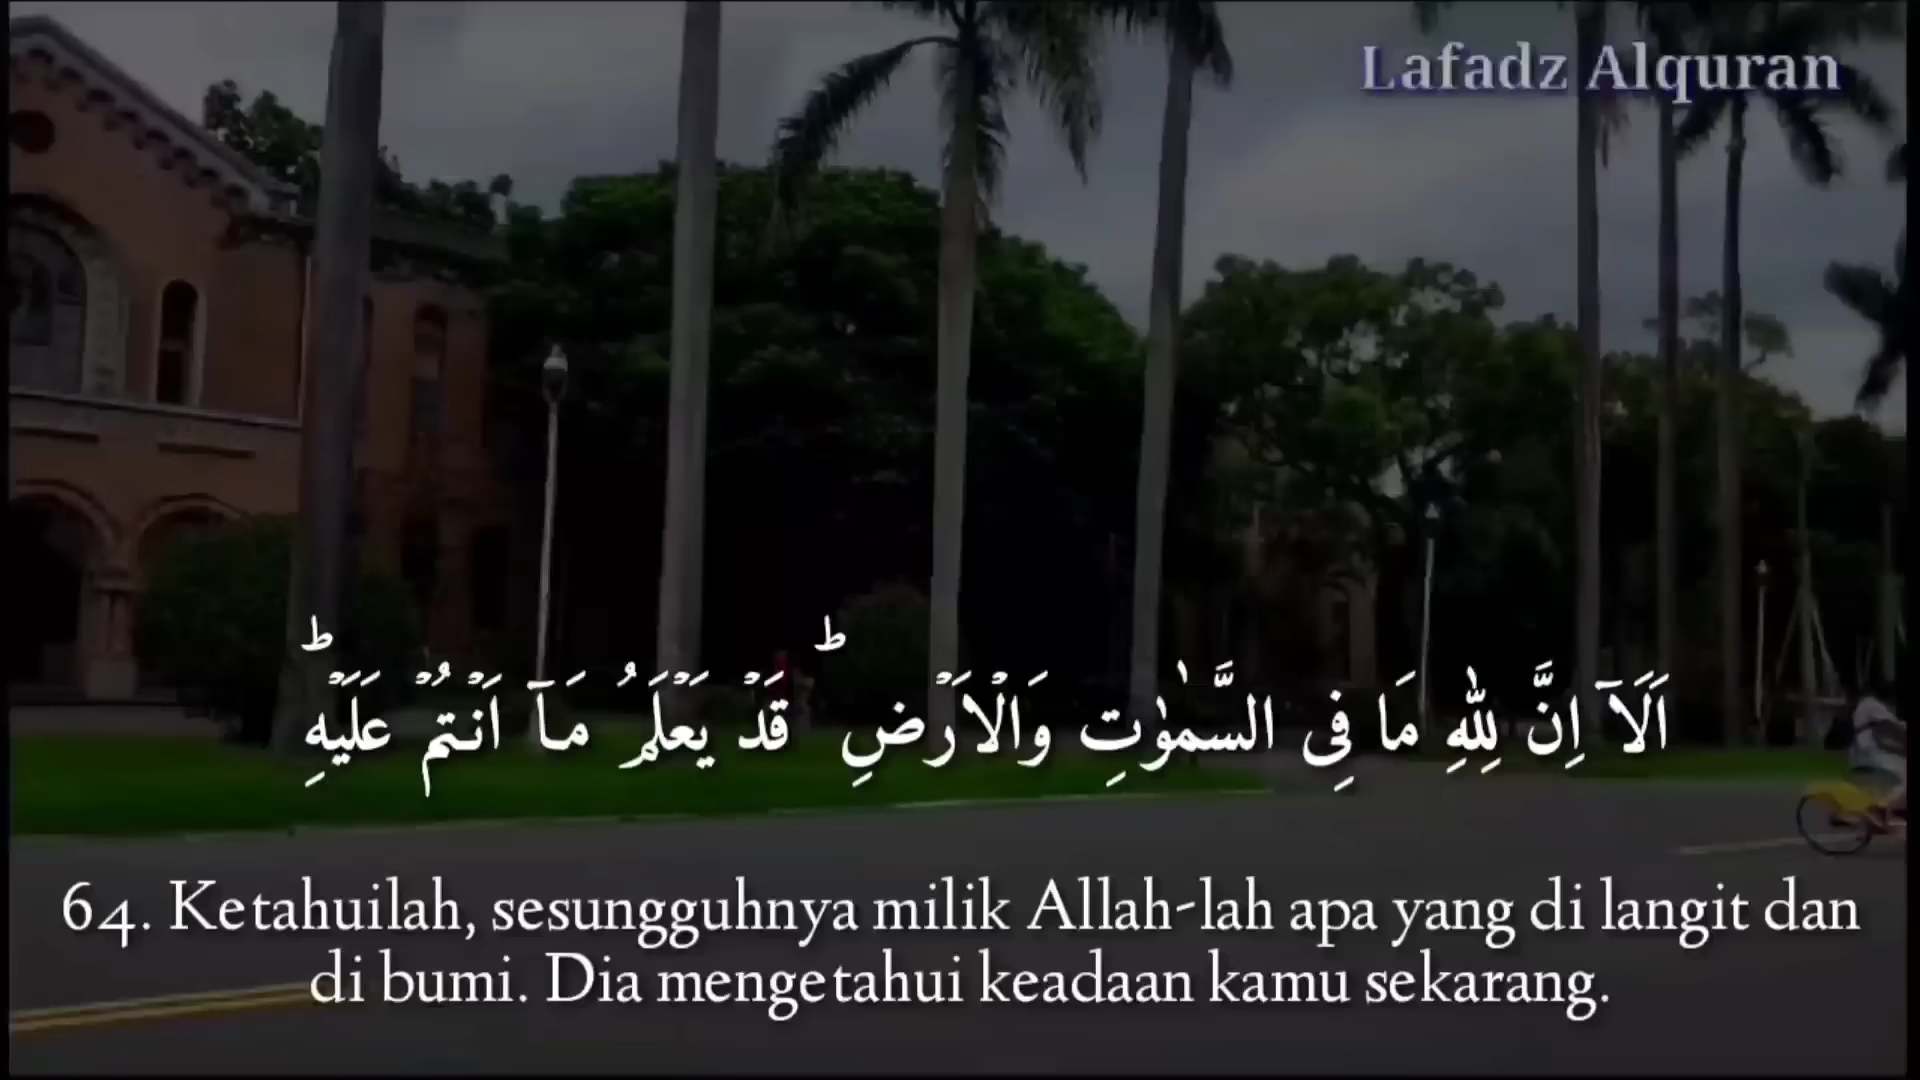 Lafadz Alquran
اَلَآ اِنَّ لِلّٰهِ مَا فِى السَّمٰوٰتِ وَالْاَرْضِ ؕ قَدْ يَعْلَمُ مَآ اَنْتُمْ عَلَيْهِ ؕ
64. Ketahuilah, sesungguhnya milik Allah-lah apa yang di langit dan
di bumi. Dia mengetahui keadaan kamu sekarang.